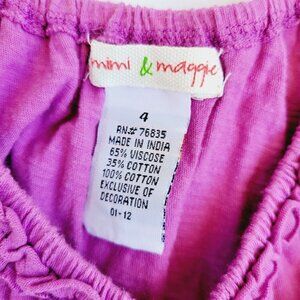 mimi & maggie
4
RN# 76835
MADE IN INDIA
65% VISCOSE
35% COTTON
100% COTTON
EXCLUSIVE OF
DECORATION
01-12